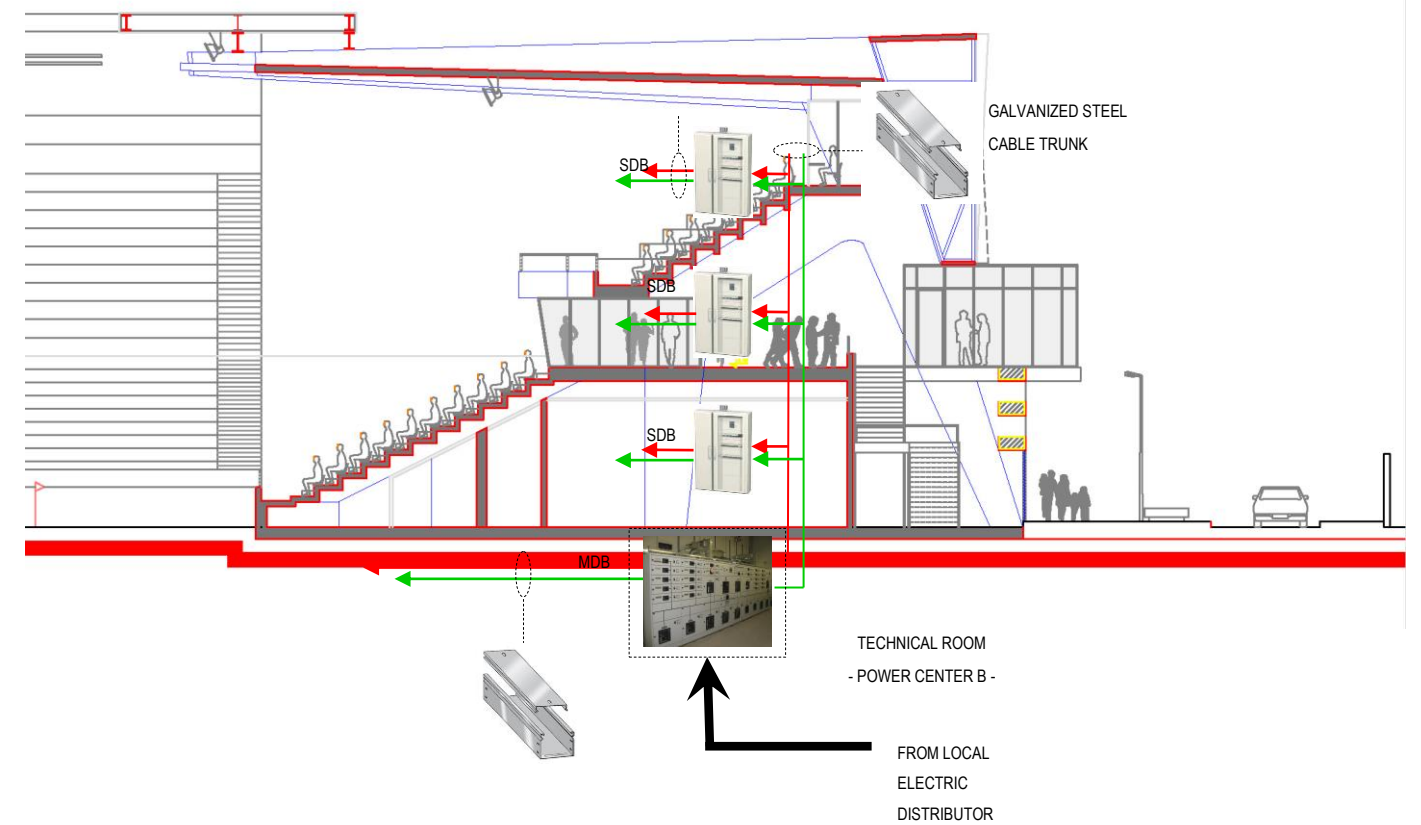 GALVANIZED STEEL
CABLE TRUNK
SDB
SDB
SDB
MDB
TECHNICAL ROOM
- POWER CENTER B -
FROM LOCAL
ELECTRIC
DISTRIBUTOR